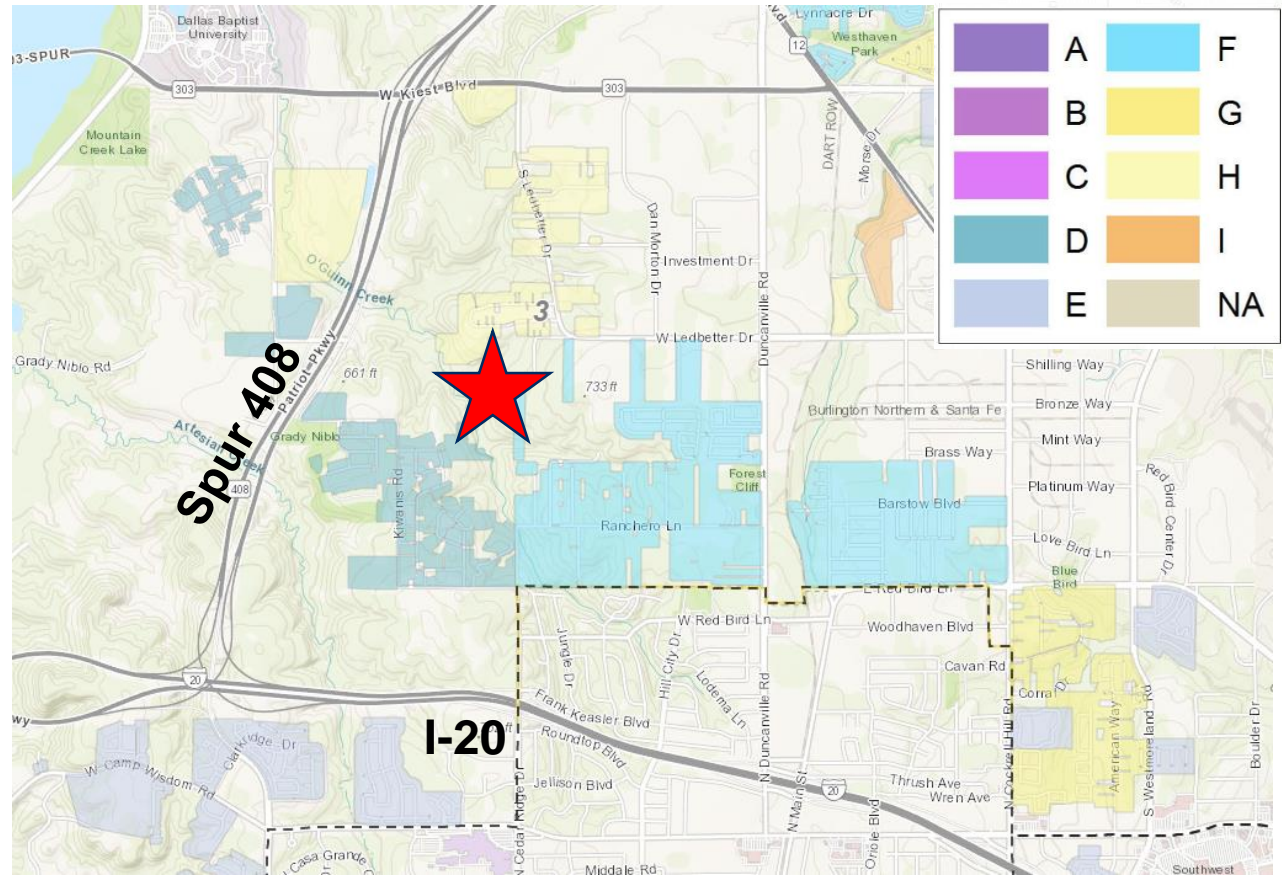 Dallas Baptist
University
03-SPUR
303
W Kiest Blvd
303
Mountain
Creek Lake
Lynnacre Dr
Westhaven
Park
12
DART ROW
Morse Dr
A
B
C
D
E
F
G
H
I
NA
S Ledbetter Dr
Dan Morton Dr
Investment Dr
Duncanville Rd
O'Guinn Creek
3
W Ledbetter Dr
Grady Niblo Rd
661 ft
Patriot Pkwy
Spur 408
733 ft
Shilling Way
Burlington Northern & Santa Fe
Bronze Way
Mint Way
Brass Way
Platinum Way
Red Bird Center Dr
Artesian Creek
Grady Niblo
408
Kiwanis Rd
Forest
Cliff
Ranchero Ln
Barstow Blvd
Love Bird Ln
Blue
Bird
E Red Bird Ln
W Red Bird Ln
Woodhaven Blvd
Jungle Dr
Hill City Dr
Lodema Ln
Cavan Rd
Corral Dr
20
Frank Keasler Blvd
I-20
Roundtop Blvd
N Duncanville Rd
N Cockrell Hill Rd
American Way
S Westmoreland Rd
Boulder Dr
Clarkridge Dr
W Camp Wisdom Rd
Jellison Blvd
N Cedar Ridge Dr
20
N Main St
Thrush Ave
Wren Ave
Oriole Blvd
Casa Grande
Middale Rd
Southwest